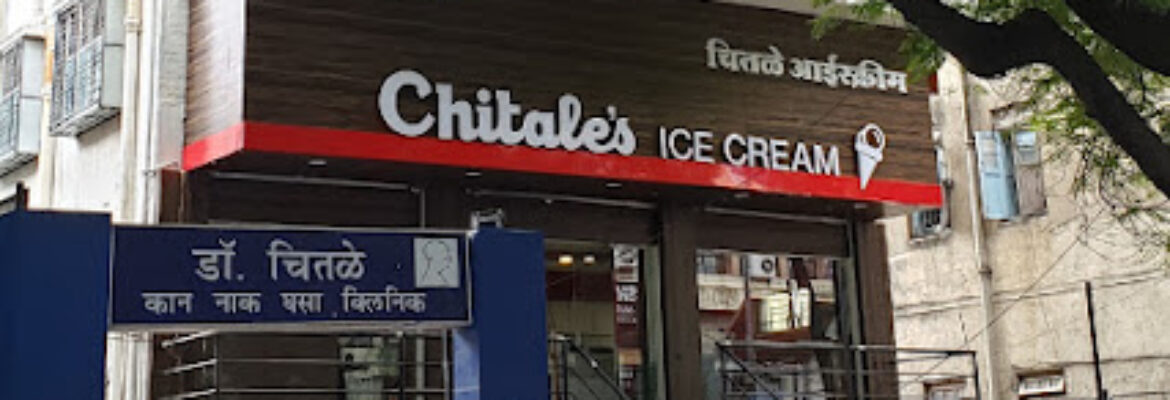 चितळे आईस्क्रीम
Chitale's ICE CREAM
डॉ. चितळे
कान नाक घसा क्लिनिक